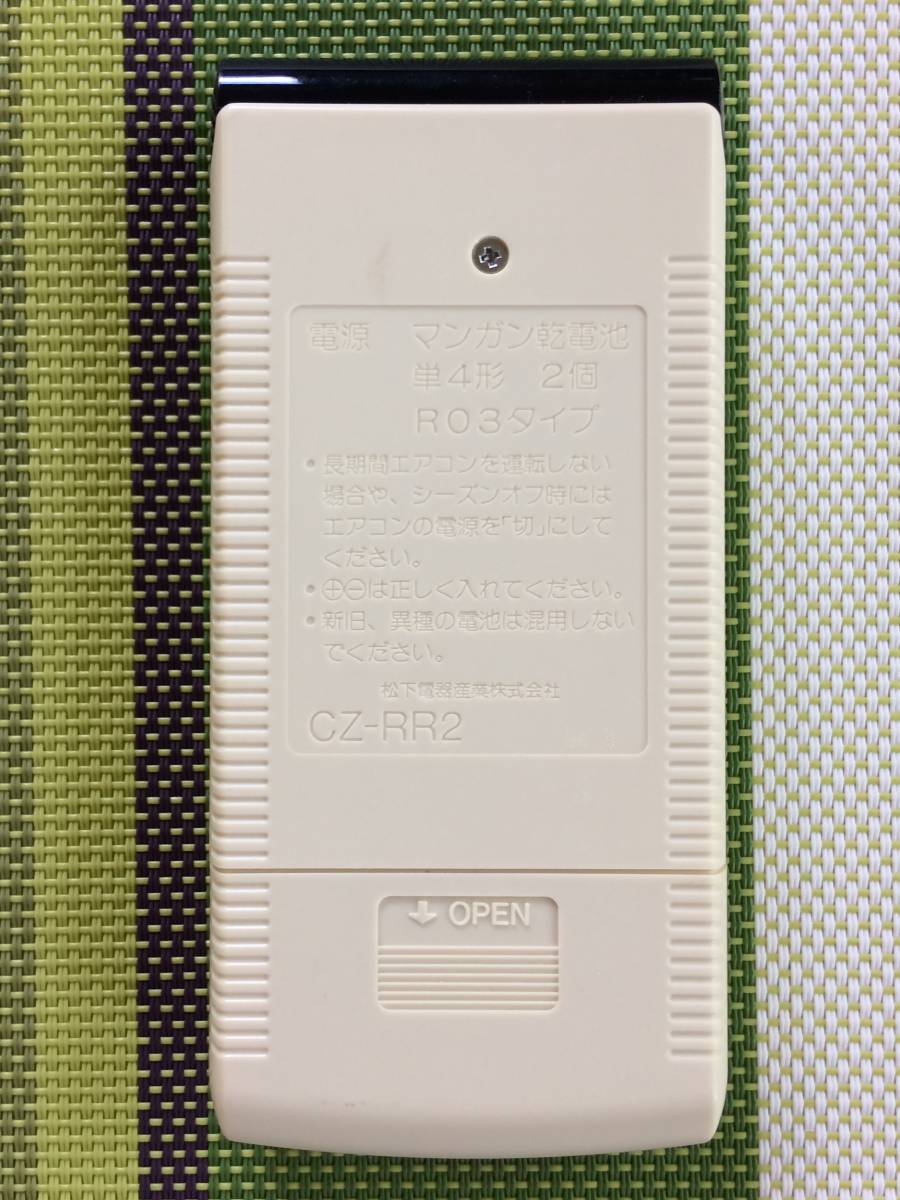 電源　マンガン乾電池
単4形　2個
R03タイプ
・長期間エアコンを運転しない
場合や、シーズンオフ時には
エアコンの電源を「切」にして
ください。
・⊕⊖は正しく入れてください。
・新旧、異種の電池は混用しない
でください。
松下電器産業株式会社
CZ-RR2
↓ OPEN